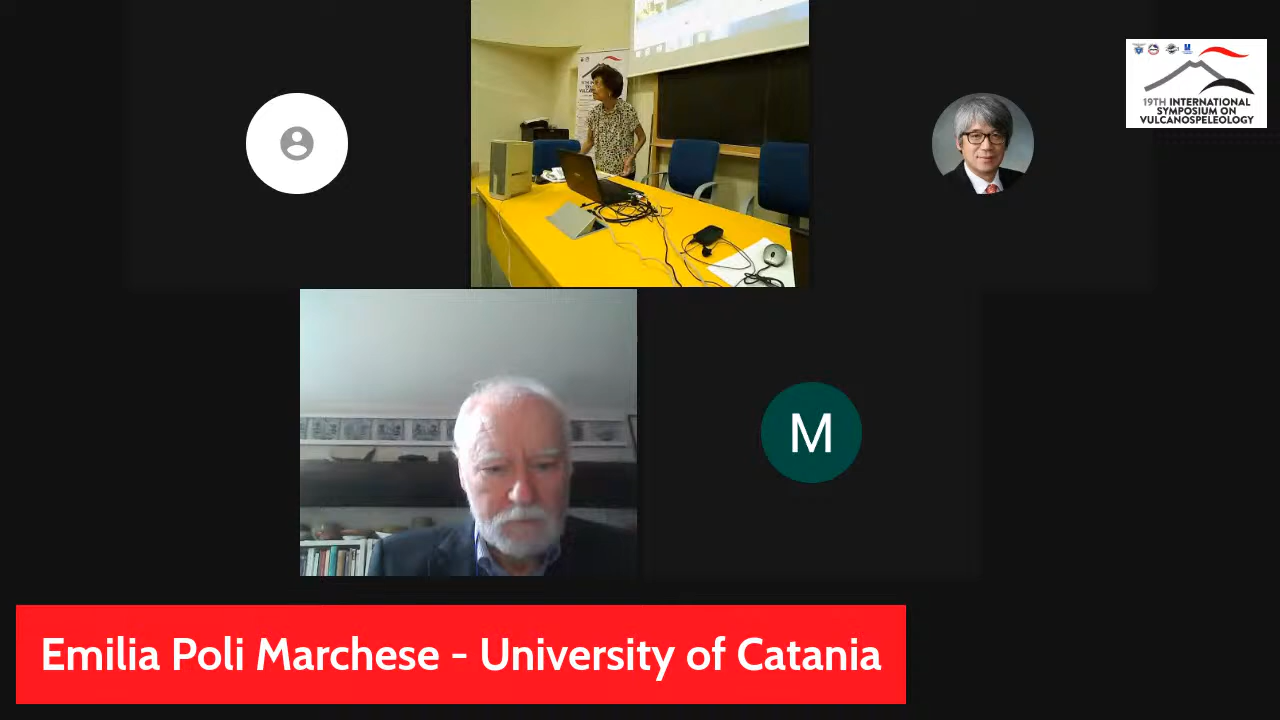 19TH INTERNATIONAL
SYMPOSIUM ON
VULCANOSPELEOLOGY
M
Emilia Poli Marchese - University of Catania